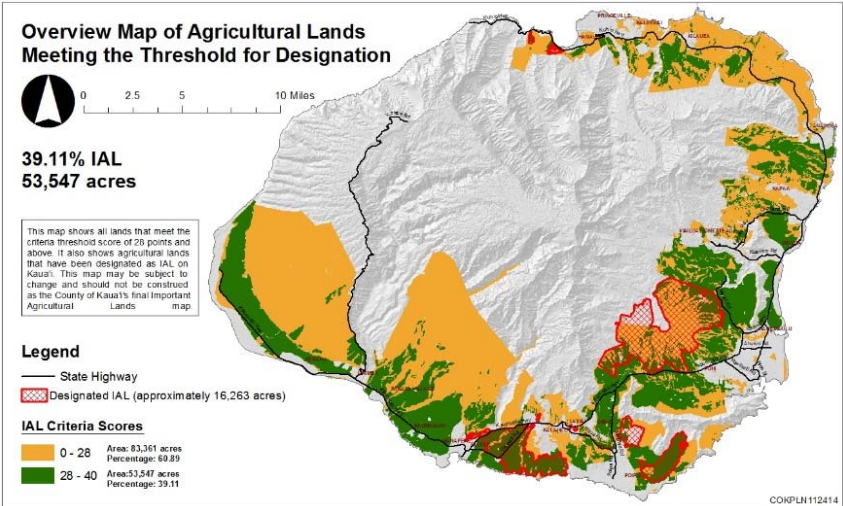 Overview Map of Agricultural Lands
Meeting the Threshold for Designation
0 2.5 5 10 Miles
39.11% IAL
53,547 acres
This map shows all lands that meet the
criteria threshold score of 28 points and
above. It also shows agricultural lands
that have been designated as IAL on
Kaua'i. This map may be subject to
change and should not be construed
as the County of Kaua'i's final Important
Agricultural Lands map.
Legend
State Highway
Designated IAL (approximately 16,263 acres)
IAL Criteria Scores
0 - 28 Area: 83,361 acres
Percentage: 60.89
28 - 40 Area:53,547 acres
Percentage: 39.11
PRINCEVILLE
KILAUEA
KAPAA
COKPLN112414